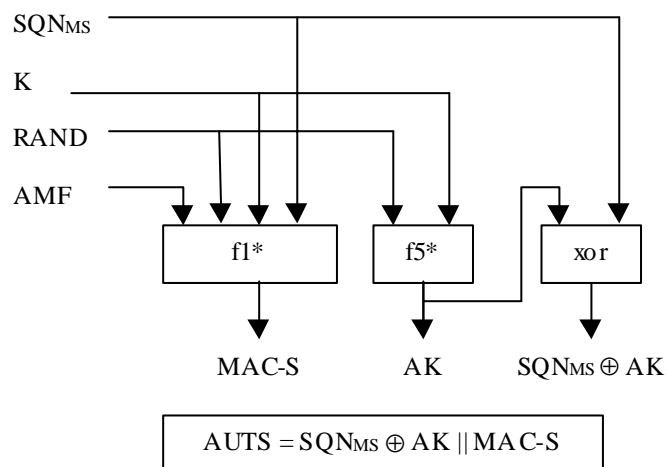 SQNMS
K
RAND
AMF
f1*
f5*
xor
MAC-S
AK
SQNMS ⊕ AK
AUTS = SQNMS ⊕ AK || MAC-S